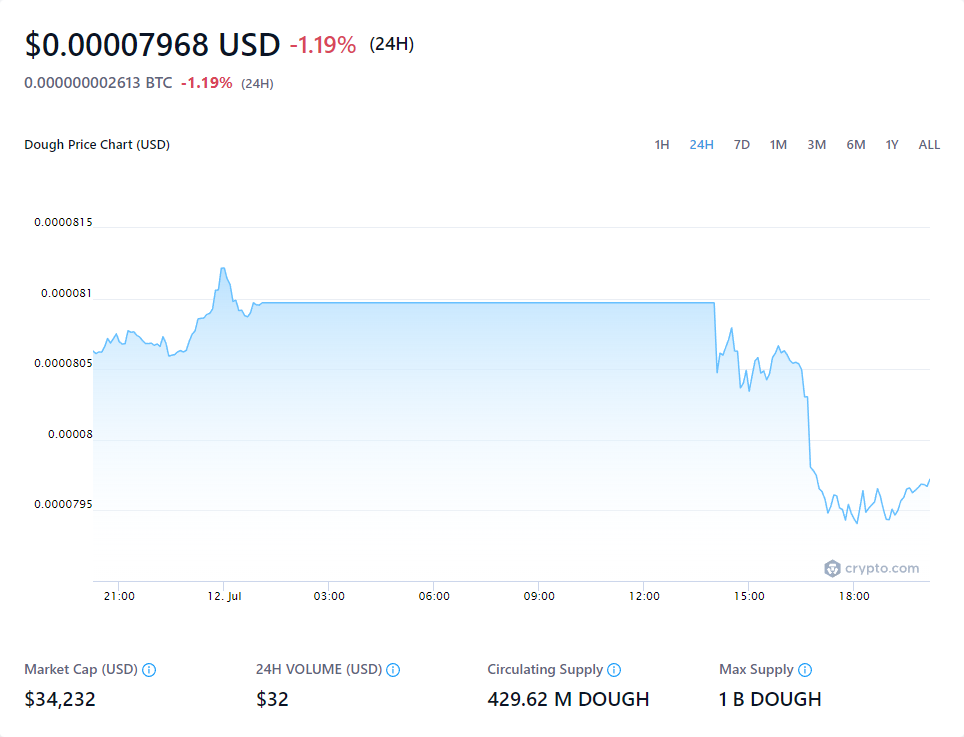 $0.00007968 USD -1.19% (24H)
0.000000002613 BTC -1.19% (24H)
Dough Price Chart (USD)
1H 24H 7D 1M 3M 6M 1Y ALL
0.0000815
0.000081
0.0000805
0.00008
0.0000795
crypto.com
21:00 12. Jul 03:00 06:00 09:00 12:00 15:00 18:00
Market Cap (USD) 24H VOLUME (USD) Circulating Supply Max Supply
$34,232 $32 429.62 M DOUGH 1 B DOUGH